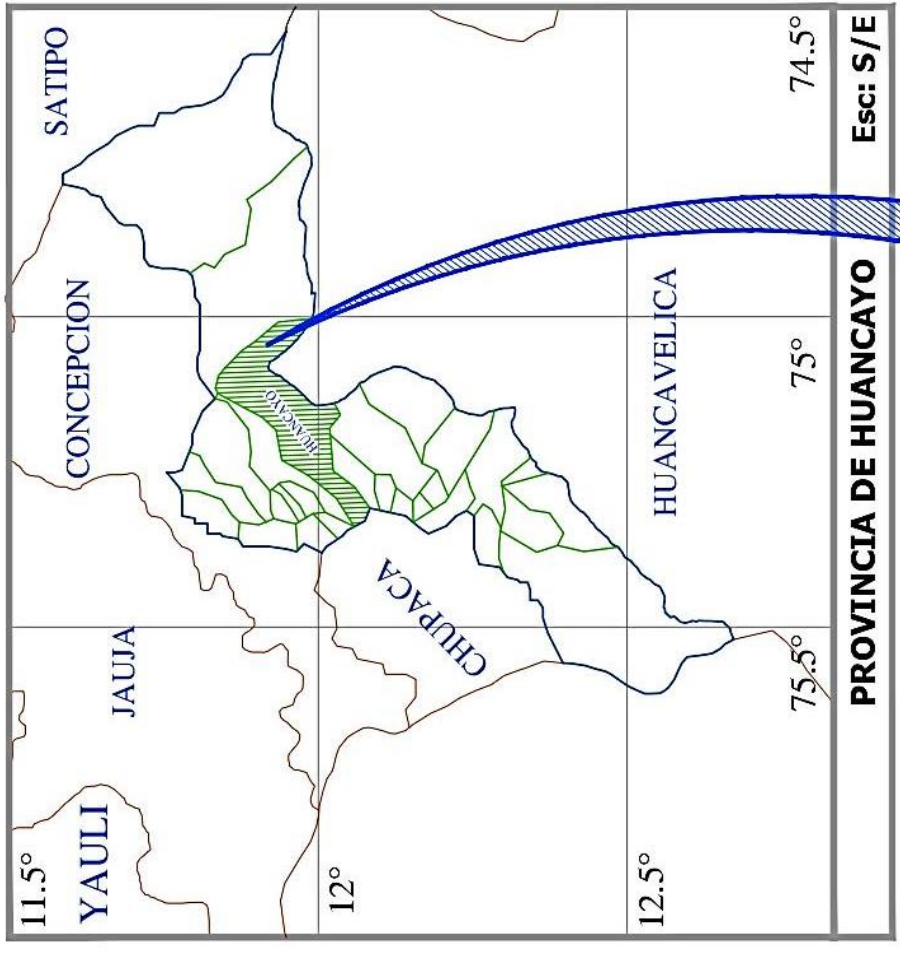 11.5°
YAULI
JAUJA
CONCEPCION
SATIPO
12°
HUANCAYO
CHUPACA
12.5°
HUANCAVELICA
75.5°
75°
74.5°
PROVINCIA DE HUANCAYO
Esc: S/E